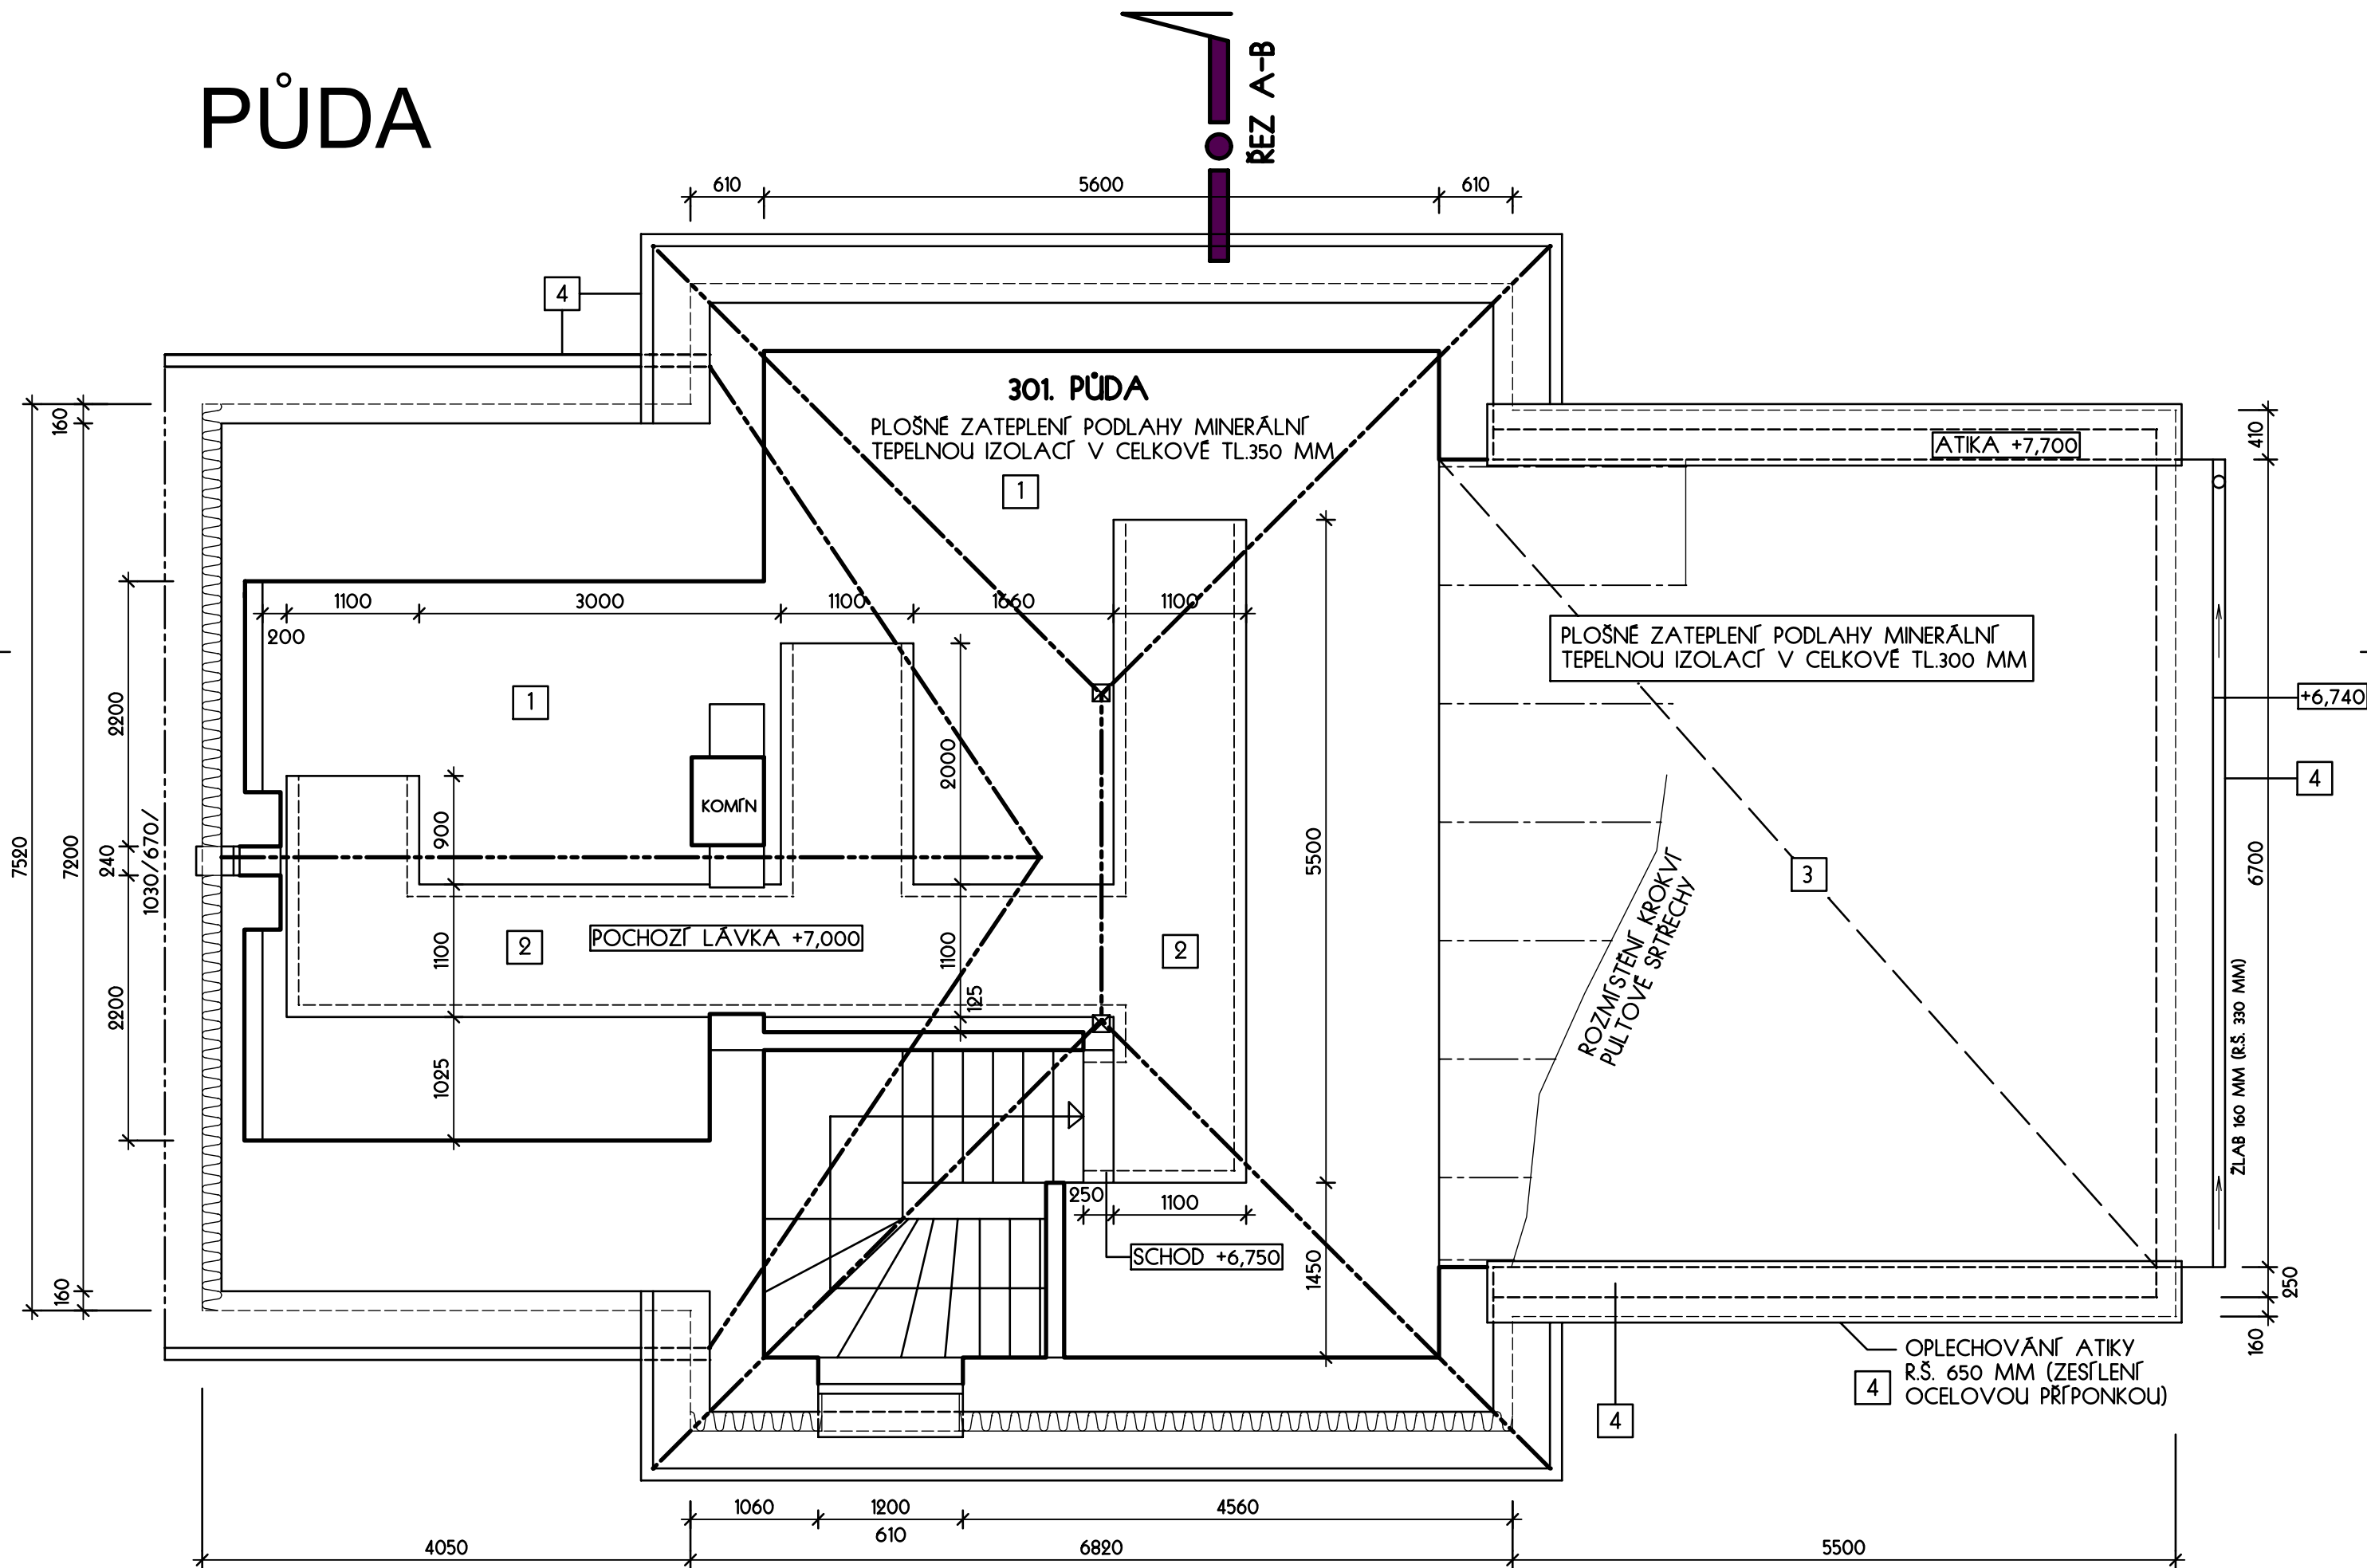 PŮDA
ŘEZ A-B
610
5600
610
4
301. PŮDA
PLOŠNÉ ZATEPLENÍ PODLAHY MINERÁLNÍ
TEPELNOU IZOLACÍ V CELKOVÉ TL.350 MM
1
ATIKA +7,700
160
410
1100
3000
1100
1660
1100
200
PLOŠNÉ ZATEPLENÍ PODLAHY MINERÁLNÍ
TEPELNOU IZOLACÍ V CELKOVÉ TL.300 MM
1
+6,740
2200
2000
KOMÍN
4
900
5500
7520
7200
240
1030/670/
3
6700
POCHOZÍ LÁVKA +7,000
2
2
1100
1100
125
ROZMÍSTĚNÍ KROKVÍ
PULTOVÉ SRTŘECHY
2200
1025
ŽLAB 160 MM (R.Š. 330 MM)
250
1100
SCHOD +6,750
1450
160
250
160
OPLECHOVÁNÍ ATIKY
R.Š. 650 MM (ZESÍLENÍ
OCELOVOU PŘÍPONKOU)
4
4
1060
1200
4560
610
4050
6820
5500